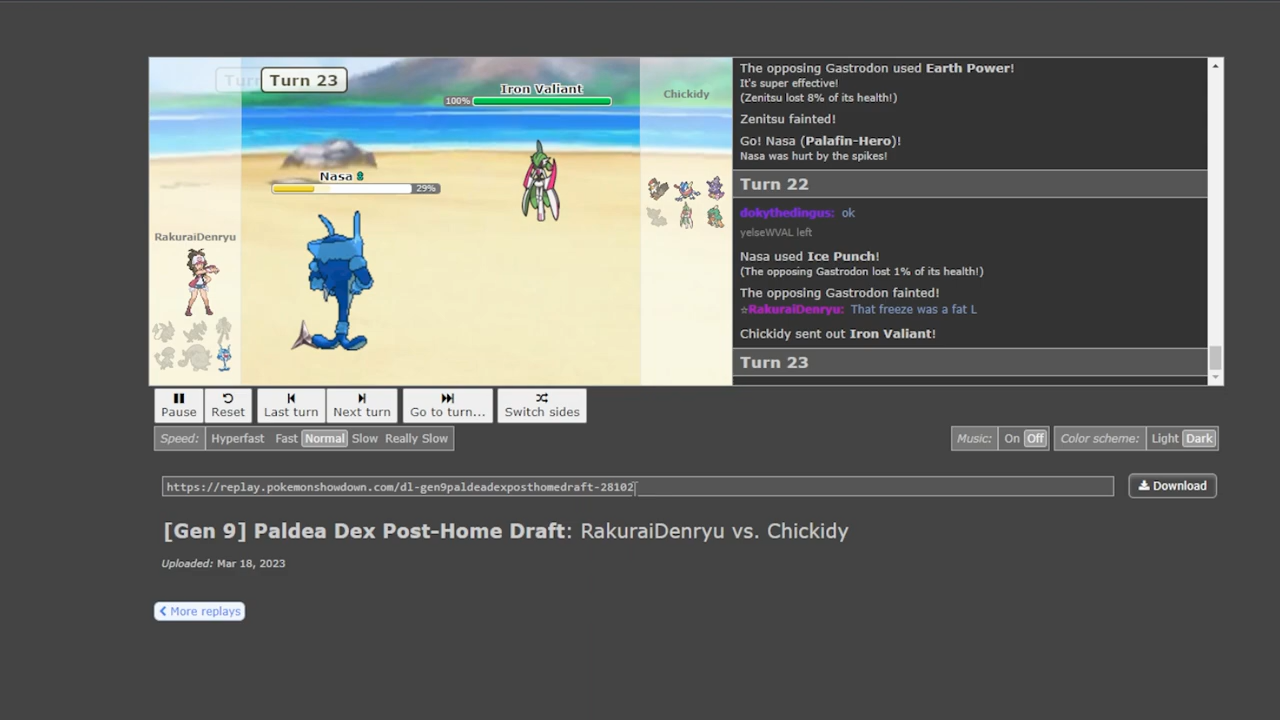 Turn 23
Iron Valiant
100%
Nasa
29%
RakuraiDenryu
Chickidy
The opposing Gastrodon used Earth Power!
It's super effective!
(Zenitsu lost 8% of its health!)
Zenitsu fainted!
Go! Nasa (Palafin-Hero)!
Nasa was hurt by the spikes!
Turn 22
dokythedingus: ok
yelseWVAL left
Nasa used Ice Punch!
(The opposing Gastrodon lost 1% of its health!)
The opposing Gastrodon fainted!
☆RakuraiDenryu: That freeze was a fat L
Chickidy sent out Iron Valiant!
Turn 23
Pause Reset Last turn Next turn Go to turn... Switch sides
Speed: Hyperfast Fast Normal Slow Really Slow
Music: On Off Color scheme: Light Dark
https://replay.pokemonshowdown.com/dl-gen9paldeadexposthomedraft-28102
Download
[Gen 9] Paldea Dex Post-Home Draft: RakuraiDenryu vs. Chickidy
Uploaded: Mar 18, 2023
More replays